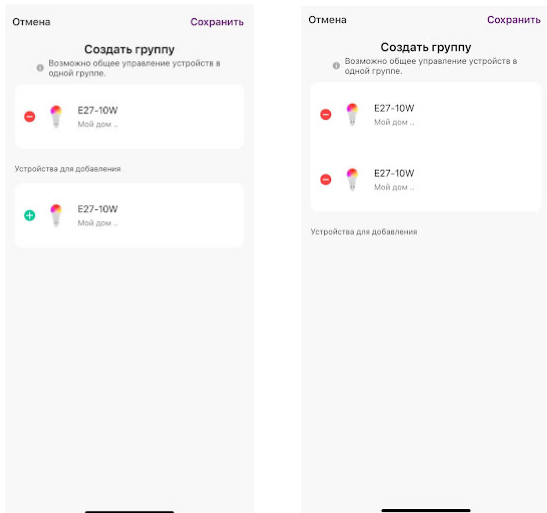 Отмена
Сохранить
Создать группу
Возможно общее управление устройств в
одной группе.
E27-10W
Мой дом ..
Устройства для добавления
E27-10W
Мой дом ..
Отмена
Сохранить
Создать группу
Возможно общее управление устройств в
одной группе.
E27-10W
Мой дом ..
E27-10W
Мой дом ..
Устройства для добавления